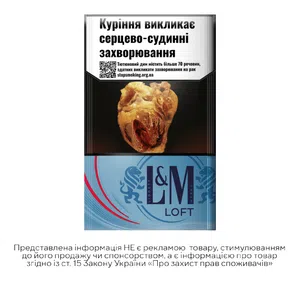 Куріння викликає
серцево-судинні
захворювання
Тютюновий дим містить більше 70 речовин,
здатних викликати захворювання на рак
stopsmoking.org.ua
L&M
LOFT
Представлена інформація НЕ є рекламою товару, стимулюванням
до його продажу чи спонсорством, а є інформацією про товар
згідно із ст. 15 Закону України «Про захист прав споживачів»